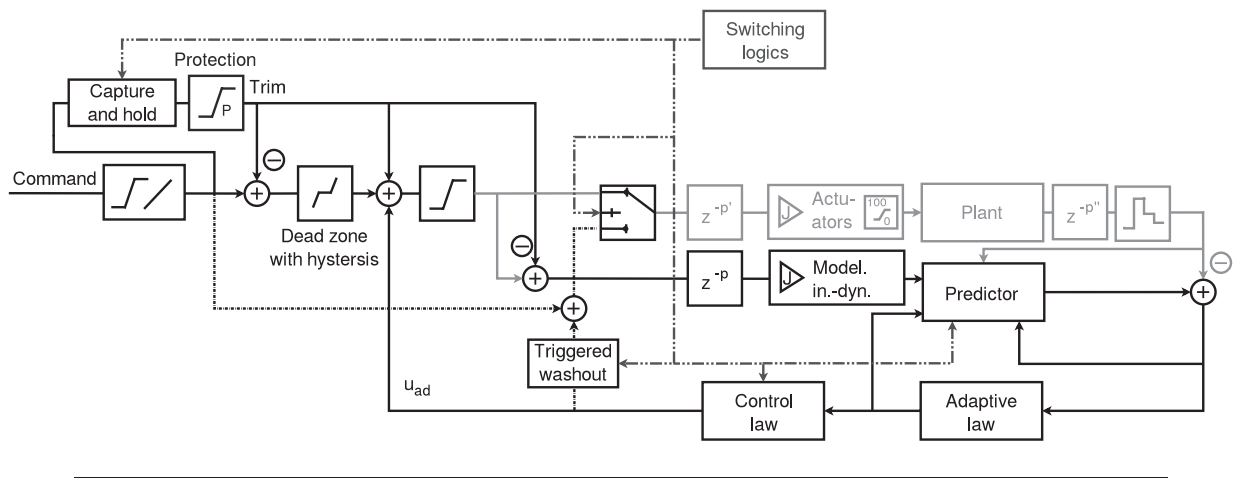 Switching
logics
Protection
Capture
and hold
P
Trim
Command
Dead zone
with hystersis
z-p'
J
Actu-
ators
100
0
Plant
z-p"
z-p
J
Model.
in.-dyn.
Predictor
Triggered
washout
uad
Control
law
Adaptive
law